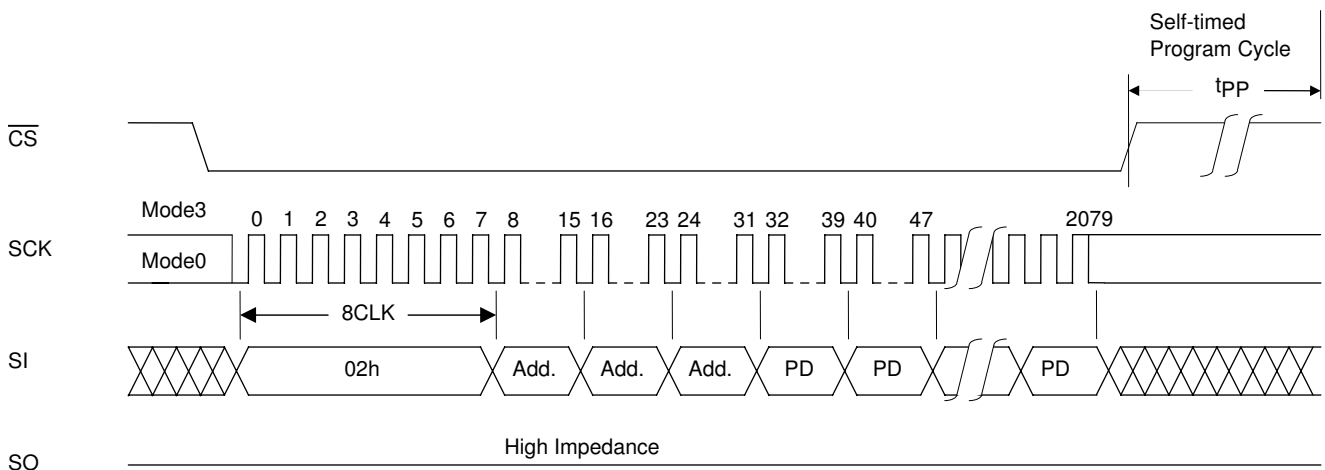 Self-timed
Program Cycle
tPP
CS
Mode3
0 1 2 3 4 5 6 7 8 15 16 23 24 31 32 39 40 47 2079
SCK
Mode0
8CLK
SI
02h Add. Add. Add. PD PD PD
High Impedance
SO